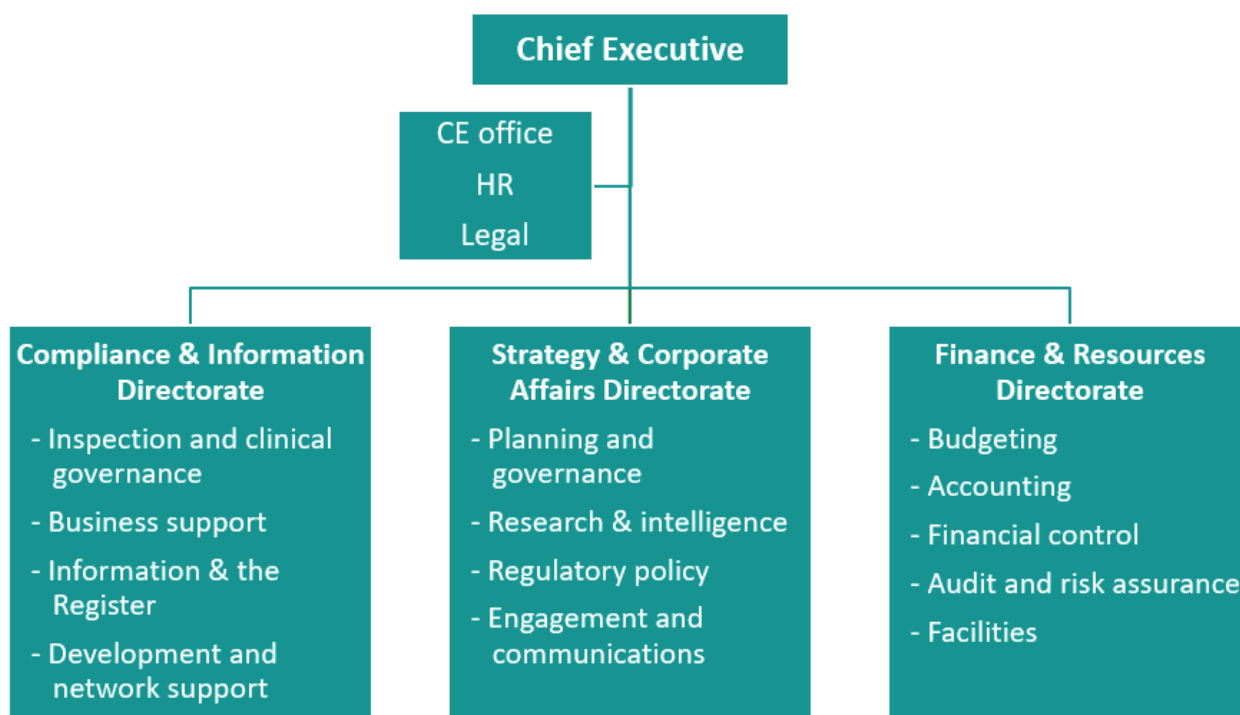 Chief Executive
CE office
HR
Legal
Compliance & Information
Directorate
- Inspection and clinical
governance
- Business support
- Information & the
Register
- Development and
network support
Strategy & Corporate
Affairs Directorate
- Planning and
governance
- Research & intelligence
- Regulatory policy
- Engagement and
communications
Finance & Resources
Directorate
- Budgeting
- Accounting
- Financial control
- Audit and risk assurance
- Facilities